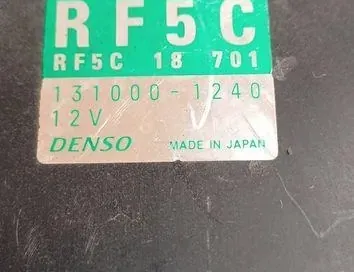 RF5C
RF5C 18 701
131000-1240
12V
DENSO MADE IN JAPAN